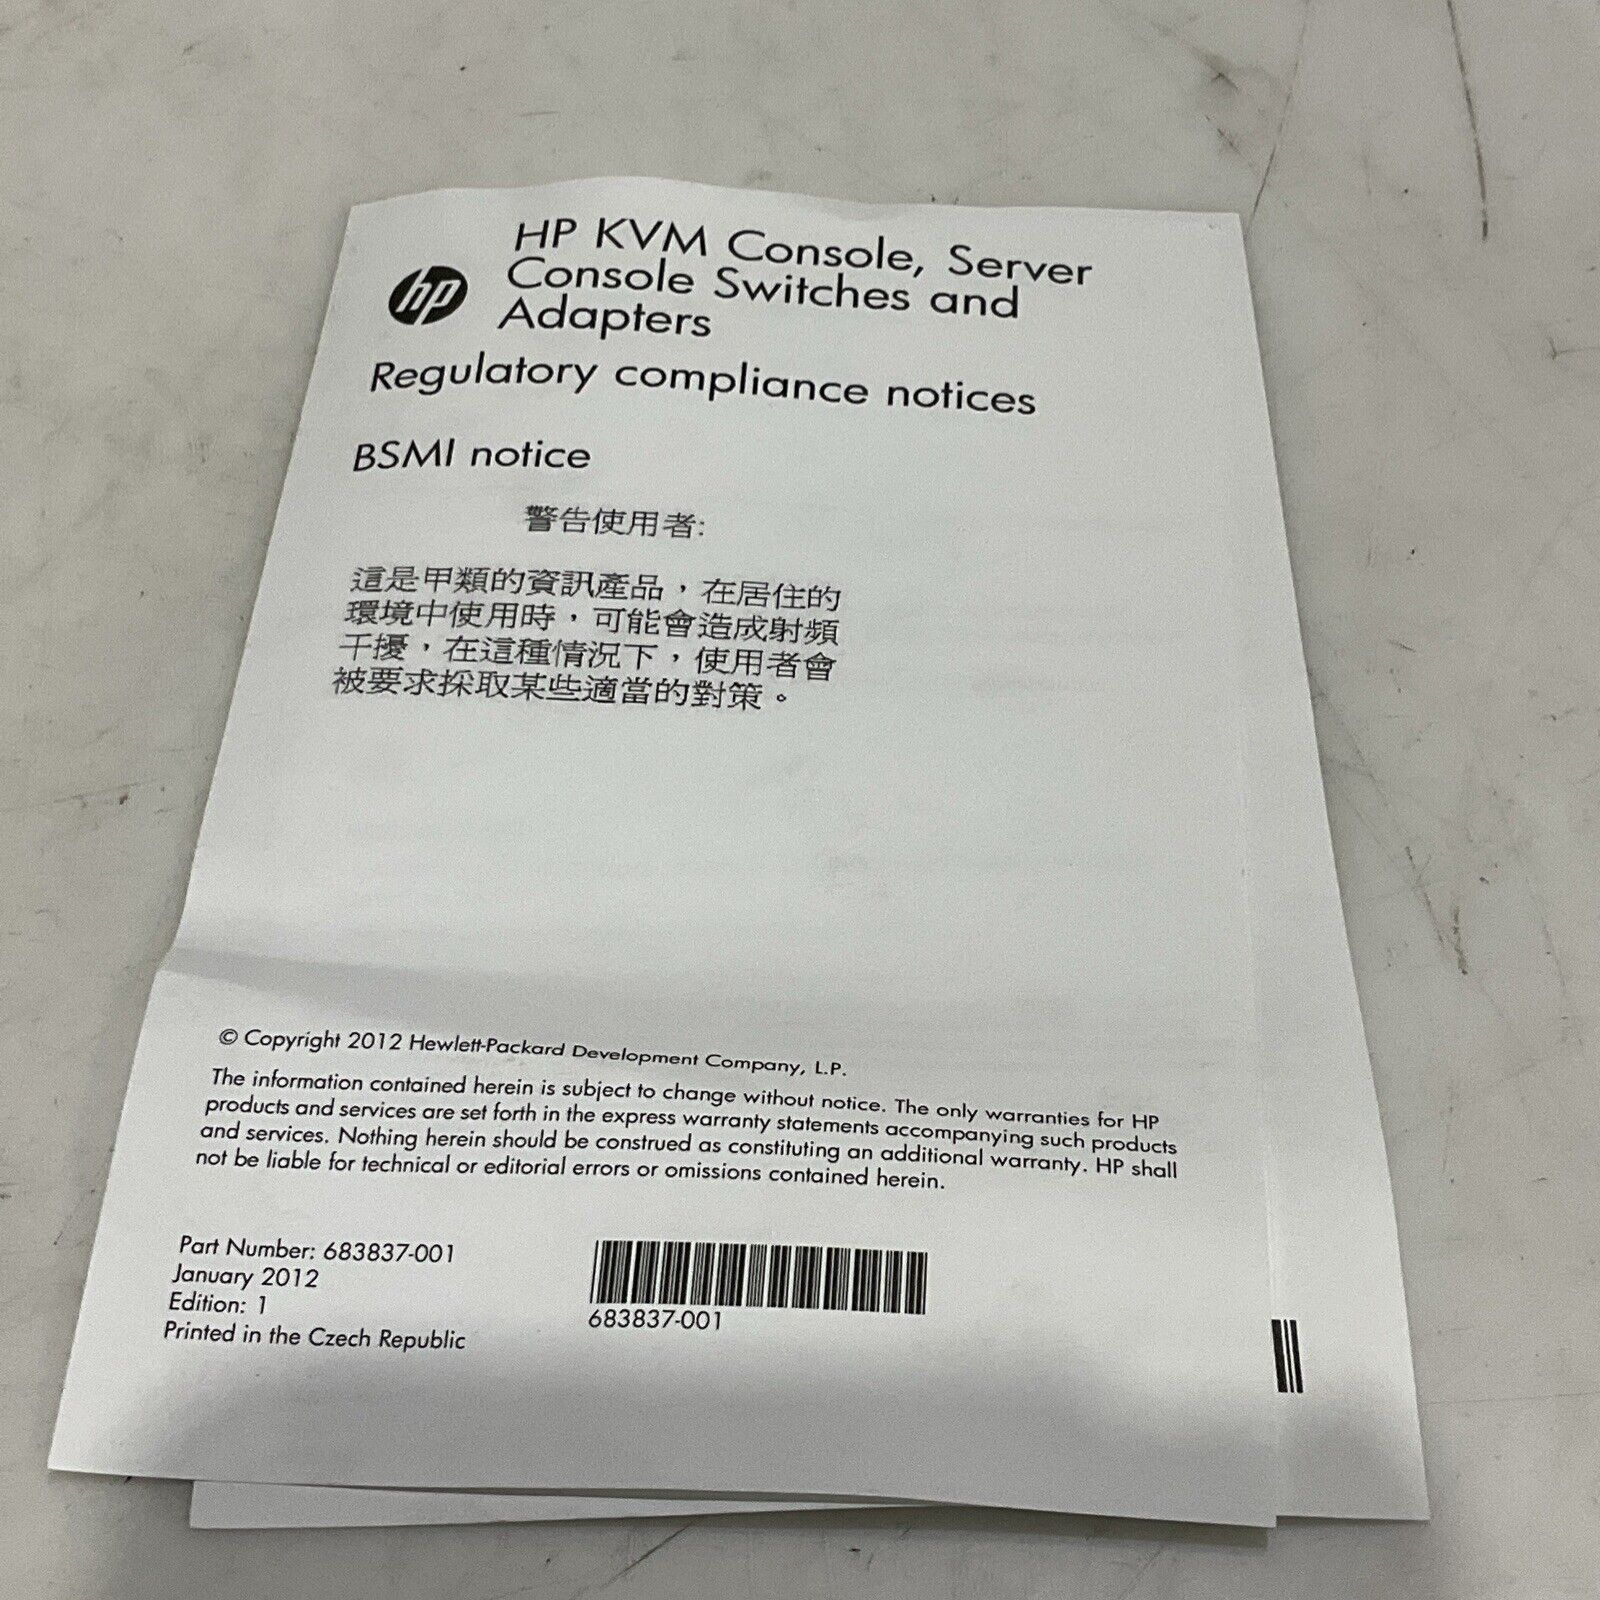 HP KVM Console, Server
Console Switches and
Adapters
hp
Regulatory compliance notices
BSMI notice
警告使用者:
這是甲類的資訊產品，在居住的
環境中使用時，可能會造成射頻
干擾，在這種情況下，使用者會
被要求採取某些適當的對策。
© Copyright 2012 Hewlett-Packard Development Company, L.P.
The information contained herein is subject to change without notice. The only warranties for HP
products and services are set forth in the express warranty statements accompanying such products
and services. Nothing herein should be construed as constituting an additional warranty. HP shall
not be liable for technical or editorial errors or omissions contained herein.
Part Number: 683837-001
January 2012
Edition: 1
Printed in the Czech Republic
683837-001